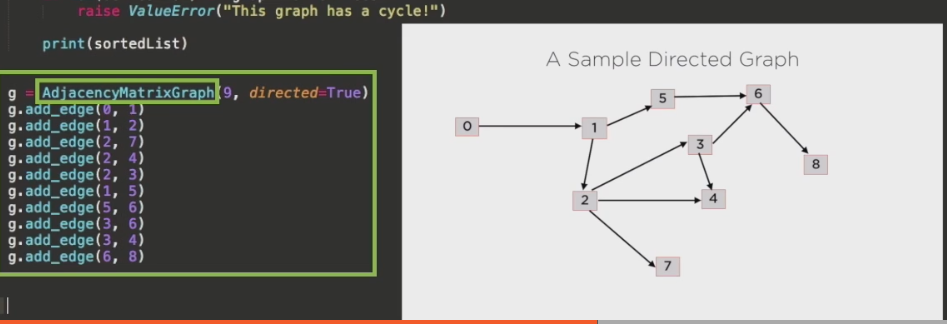 raise ValueError("This graph has a cycle!")
print(sortedList)
g = AdjacencyMatrixGraph(9, directed=True)
g.add_edge(0, 1)
g.add_edge(1, 2)
g.add_edge(2, 7)
g.add_edge(2, 4)
g.add_edge(2, 3)
g.add_edge(1, 5)
g.add_edge(5, 6)
g.add_edge(3, 6)
g.add_edge(3, 4)
g.add_edge(6, 8)
A Sample Directed Graph
5
6
0
1
3
8
2
4
7